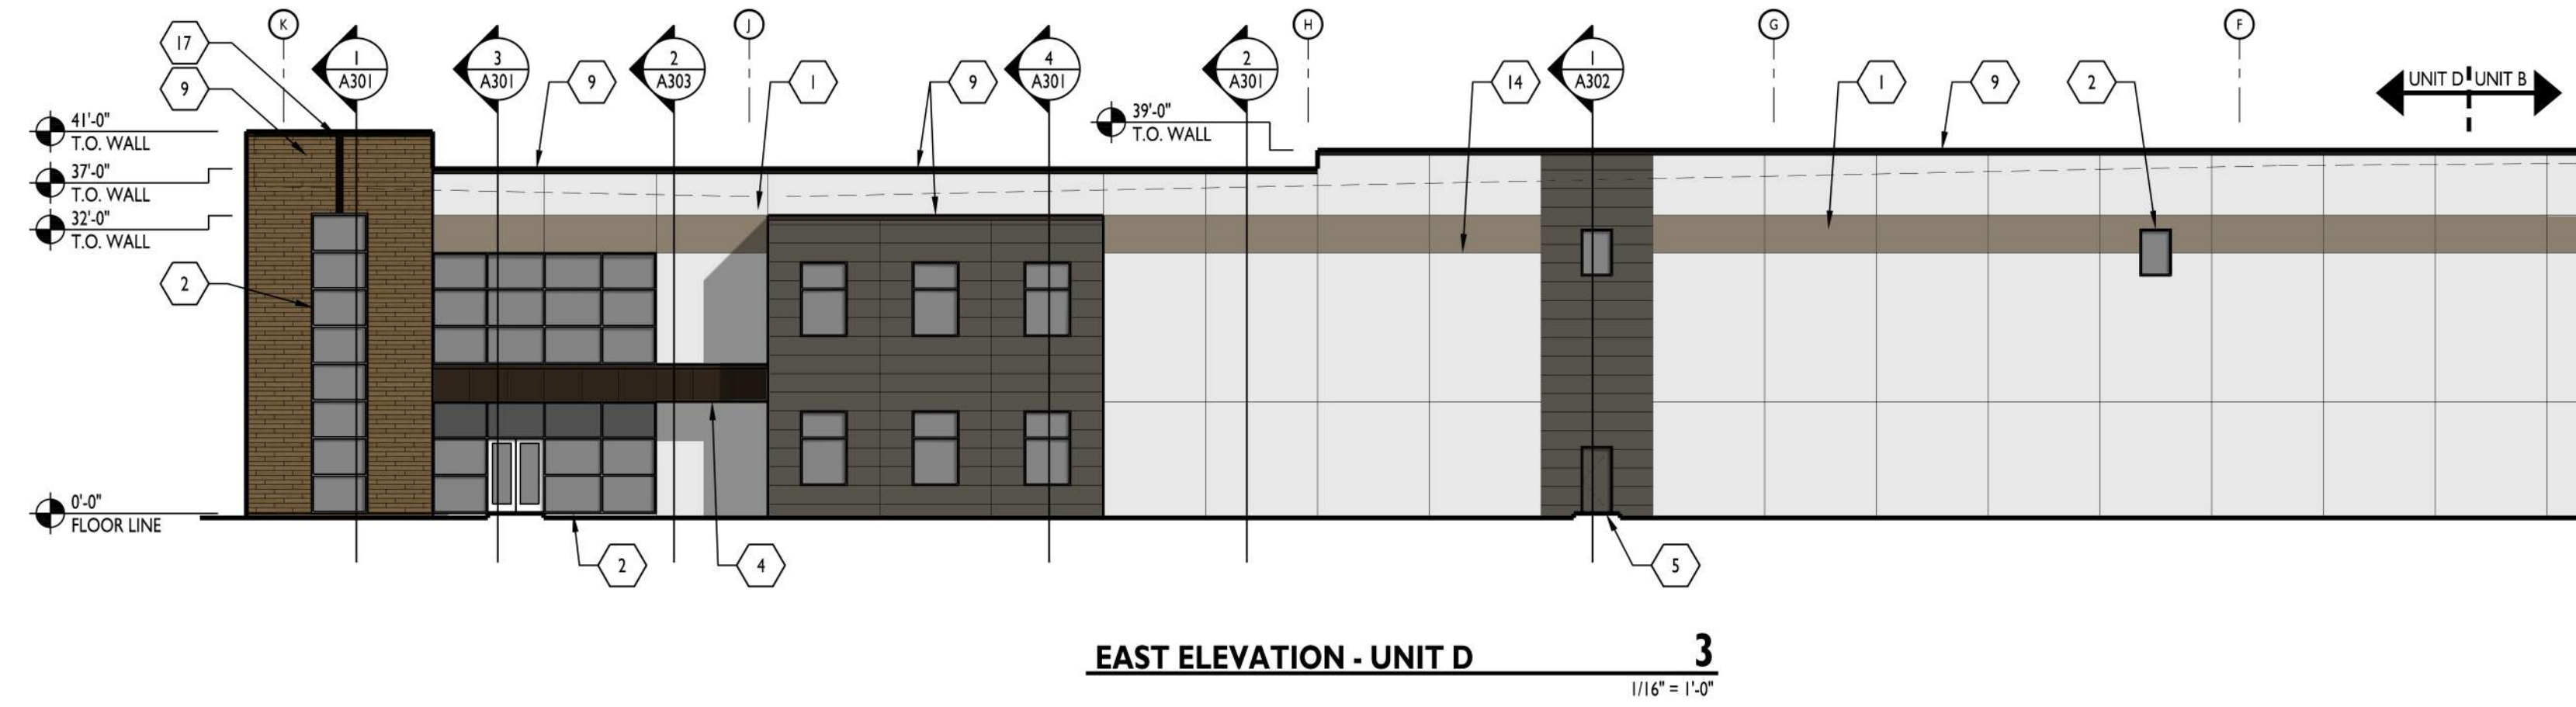 K
J
H
G
F
17
1
A301
3
A301
2
A303
4
A301
2
A301
1
A302
9
9
1
9
14
1
9
2
UNIT D
UNIT B
41'-0"
T.O. WALL
39'-0"
T.O. WALL
37'-0"
T.O. WALL
32'-0"
T.O. WALL
2
0'-0"
FLOOR LINE
2
4
5
EAST ELEVATION - UNIT D
3
1/16" = 1'-0"